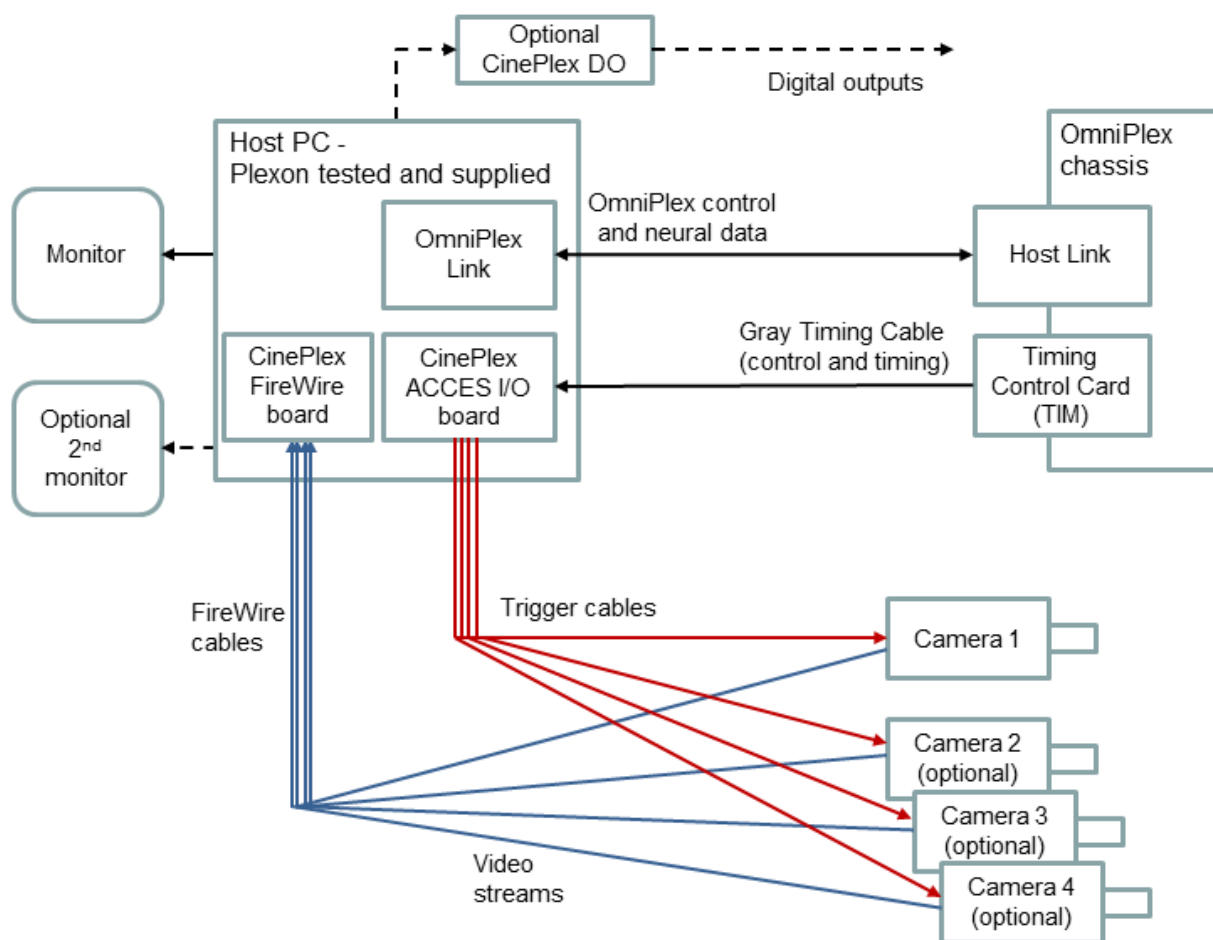 Optional
CinePlex DO
Digital outputs
Host PC -
Plexon tested and supplied
OmniPlex
chassis
Monitor
OmniPlex
Link
OmniPlex control
and neural data
Host Link
CinePlex
FireWire
board
CinePlex
ACCES I/O
board
Gray Timing Cable
(control and timing)
Timing
Control Card
(TIM)
Optional
2nd
monitor
FireWire
cables
Trigger cables
Camera 1
Camera 2
(optional)
Camera 3
(optional)
Camera 4
(optional)
Video
streams